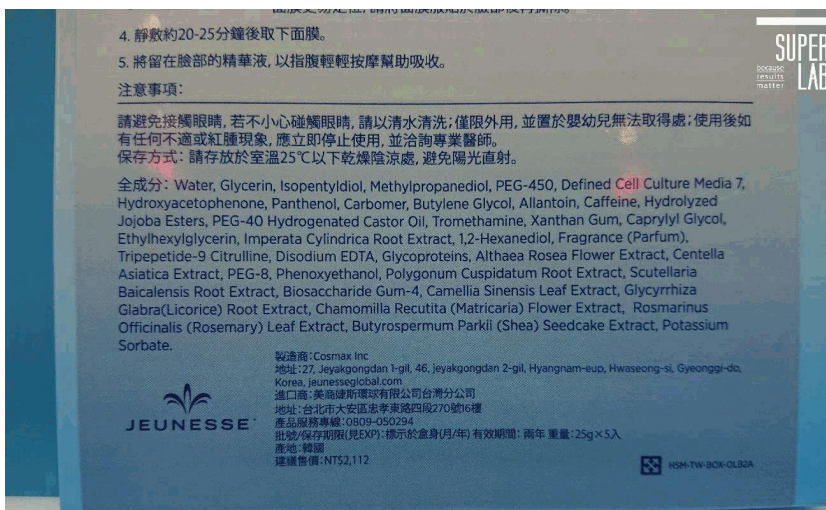 4. 靜敷約20-25分鐘後取下面膜。
5. 將留在臉部的精華液, 以指腹輕輕按摩幫助吸收。
注意事項:
請避免接觸眼睛, 若不小心碰觸眼睛, 請以清水清洗; 僅限外用, 並置於嬰幼兒無法取得處; 使用後如
有任何不適或紅腫現象, 應立即停止使用, 並洽詢專業醫師。
保存方式: 請存放於室溫25℃以下乾燥陰涼處, 避免陽光直射。
全成分: Water, Glycerin, Isopentyldiol, Methylpropanediol, PEG-450, Defined Cell Culture Media 7,
Hydroxyacetophenone, Panthenol, Carbomer, Butylene Glycol, Allantoin, Caffeine, Hydrolyzed
Jojoba Esters, PEG-40 Hydrogenated Castor Oil, Tromethamine, Xanthan Gum, Caprylyl Glycol,
Ethylhexylglycerin, Imperata Cylindrica Root Extract, 1,2-Hexanediol, Fragrance (Parfum),
Tripepetide-9 Citrulline, Disodium EDTA, Glycoproteins, Althaea Rosea Flower Extract, Centella
Asiatica Extract, PEG-8, Phenoxyethanol, Polygonum Cuspidatum Root Extract, Scutellaria
Baicalensis Root Extract, Biosaccharide Gum-4, Camellia Sinensis Leaf Extract, Glycyrrhiza
Glabra(Licorice) Root Extract, Chamomilla Recutita (Matricaria) Flower Extract, Rosmarinus
Officinalis (Rosemary) Leaf Extract, Butyrospermum Parkii (Shea) Seedcake Extract, Potassium
Sorbate.
製造商: Cosmax Inc
地址: 27, Jeyakgongdan 1-gil, 46, jeyakgongdan 2-gil, Hyangnam-eup, Hwaseong-si, Gyeonggi-do,
Korea, jeunesseglobal.com
進口商: 美商婕斯環球有限公司台灣分公司
地址: 台北市大安區忠孝東路四段270號16樓
產品服務專線: 0809-050294
批號/保存期限(見EXP): 標示於盒身(月/年) 有效期間: 兩年 重量: 25g×5入
產地: 韓國
建議售價: NT$2,112
JEUNESSE
HSM-TW-BOX-OLB2A
SUPER
LAB
because
results
matter